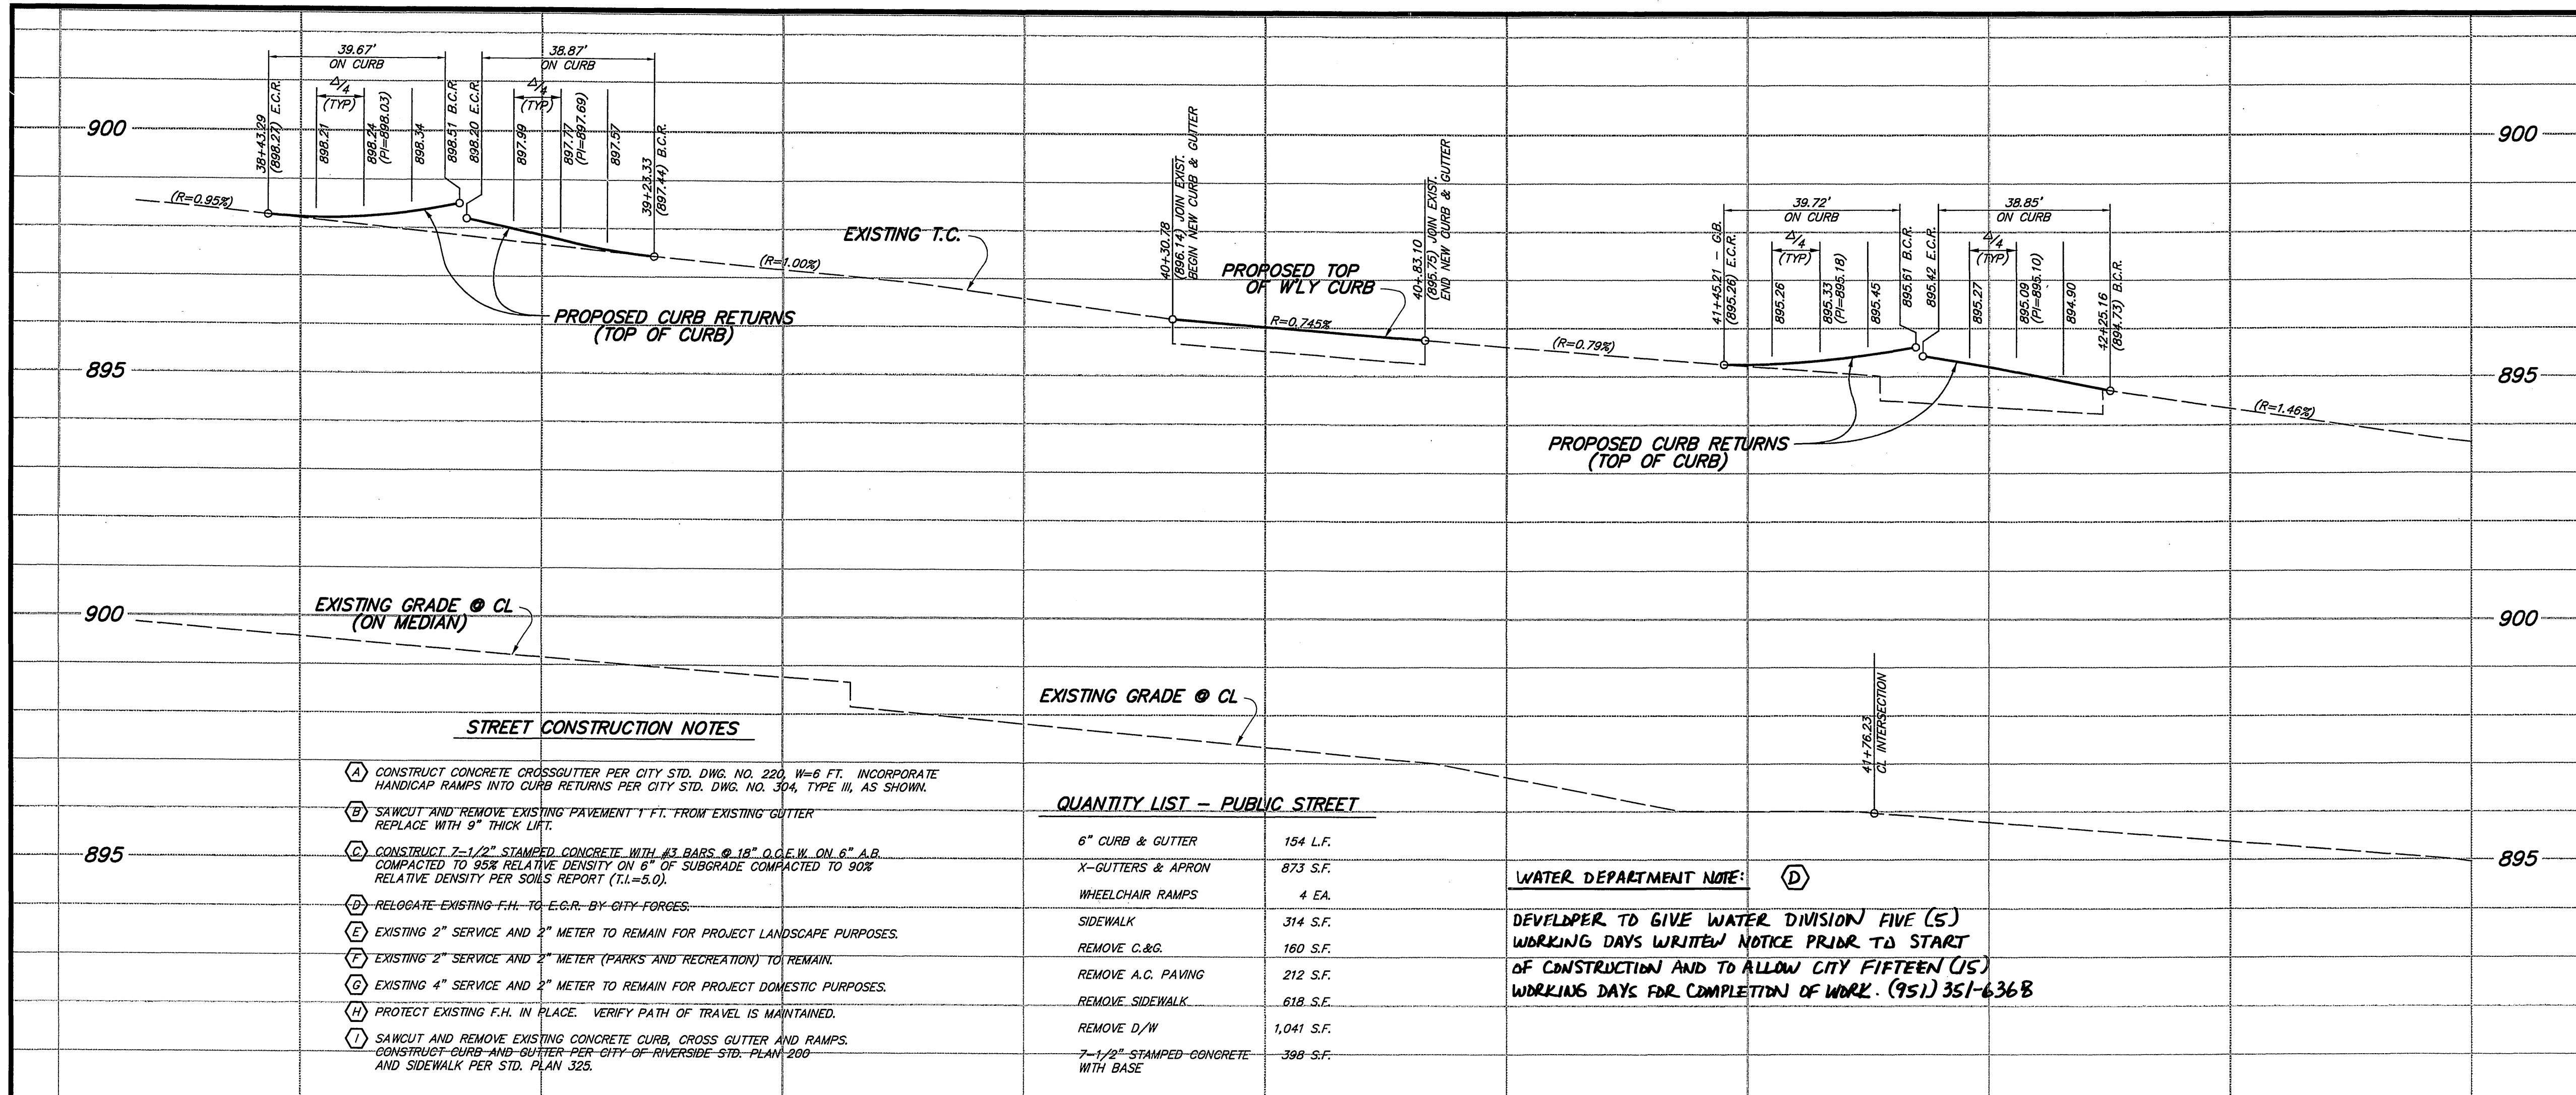 39.67'
ON CURB
38.87'
ON CURB
Δ/4
(TYP)
Δ/4
(TYP)
38+43.29
(898.27) E.C.R.
898.21
898.24
(PI=898.03)
898.34
898.51 B.C.R.
898.20 E.C.R.
897.99
897.77
(PI=897.69)
897.57
39+23.33
(897.44) B.C.R.
900
900
(R=0.95%)
EXISTING T.C.
(R=1.00%)
PROPOSED CURB RETURNS
(TOP OF CURB)
40+30.78
(896.14) JOIN EXIST.
BEGIN NEW CURB & GUTTER
PROPOSED TOP
OF W'LY CURB
R=0.745%
40+83.10
(895.75) JOIN EXIST.
END NEW CURB & GUTTER
(R=0.79%)
39.72'
ON CURB
38.85'
ON CURB
Δ/4
(TYP)
Δ/4
(TYP)
41+45.21 - G.B.
(895.26) E.C.R.
895.26
895.33
(PI=895.18)
895.45
895.61 B.C.R.
895.42 E.C.R.
895.27
895.09
(PI=895.10)
894.90
42+25.16
(894.73) B.C.R.
895
895
(R=1.46%)
PROPOSED CURB RETURNS
(TOP OF CURB)
900
900
EXISTING GRADE @ CL
(ON MEDIAN)
EXISTING GRADE @ CL
41+76.23
CL INTERSECTION
895
895
STREET CONSTRUCTION NOTES
A CONSTRUCT CONCRETE CROSSGUTTER PER CITY STD. DWG. NO. 220, W=6 FT. INCORPORATE
HANDICAP RAMPS INTO CURB RETURNS PER CITY STD. DWG. NO. 304, TYPE III, AS SHOWN.
B SAWCUT AND REMOVE EXISTING PAVEMENT 1 FT. FROM EXISTING GUTTER
REPLACE WITH 9" THICK LIFT.
C CONSTRUCT 7-1/2" STAMPED CONCRETE WITH #3 BARS @ 18" O.C.E.W. ON 6" A.B.
COMPACTED TO 95% RELATIVE DENSITY ON 6" OF SUBGRADE COMPACTED TO 90%
RELATIVE DENSITY PER SOILS REPORT (T.I.=5.0).
D RELOCATE EXISTING F.H. TO E.C.R. BY CITY FORCES.
E EXISTING 2" SERVICE AND 2" METER TO REMAIN FOR PROJECT LANDSCAPE PURPOSES.
F EXISTING 2" SERVICE AND 2" METER (PARKS AND RECREATION) TO REMAIN.
G EXISTING 4" SERVICE AND 2" METER TO REMAIN FOR PROJECT DOMESTIC PURPOSES.
H PROTECT EXISTING F.H. IN PLACE. VERIFY PATH OF TRAVEL IS MAINTAINED.
I SAWCUT AND REMOVE EXISTING CONCRETE CURB, CROSS GUTTER AND RAMPS.
CONSTRUCT CURB AND GUTTER PER CITY OF RIVERSIDE STD. PLAN 200
AND SIDEWALK PER STD. PLAN 325.
QUANTITY LIST - PUBLIC STREET
6" CURB & GUTTER 154 L.F.
X-GUTTERS & APRON 873 S.F.
WHEELCHAIR RAMPS 4 EA.
SIDEWALK 314 S.F.
REMOVE C.&G. 160 S.F.
REMOVE A.C. PAVING 212 S.F.
REMOVE SIDEWALK 618 S.F.
REMOVE D/W 1,041 S.F.
7-1/2" STAMPED CONCRETE 398 S.F.
WITH BASE
WATER DEPARTMENT NOTE: D
DEVELOPER TO GIVE WATER DIVISION FIVE (5)
WORKING DAYS WRITTEN NOTICE PRIOR TO START
OF CONSTRUCTION AND TO ALLOW CITY FIFTEEN (15)
WORKING DAYS FOR COMPLETION OF WORK. (951) 351-6368